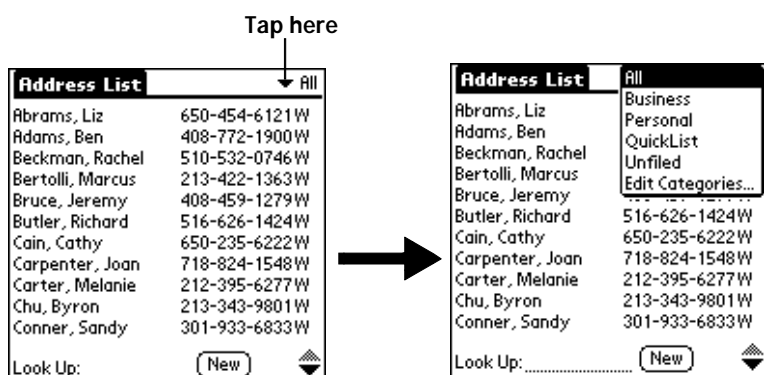 Tap here
Address List All
Abrams, Liz 650-454-6121W
Adams, Ben 408-772-1900W
Beckman, Rachel 510-532-0746W
Bertolli, Marcus 213-422-1363W
Bruce, Jeremy 408-459-1279W
Butler, Richard 516-626-1424W
Cain, Cathy 650-235-6222W
Carpenter, Joan 718-824-1548W
Carter, Melanie 212-395-6277W
Chu, Byron 213-343-9801W
Conner, Sandy 301-933-6833W
Look Up: New
Address List
All
Business
Personal
QuickList
Unfiled
Edit Categories...
Abrams, Liz
Adams, Ben
Beckman, Rachel
Bertolli, Marcus
Bruce, Jeremy
Butler, Richard 516-626-1424W
Cain, Cathy 650-235-6222W
Carpenter, Joan 718-824-1548W
Carter, Melanie 212-395-6277W
Chu, Byron 213-343-9801W
Conner, Sandy 301-933-6833W
Look Up: New